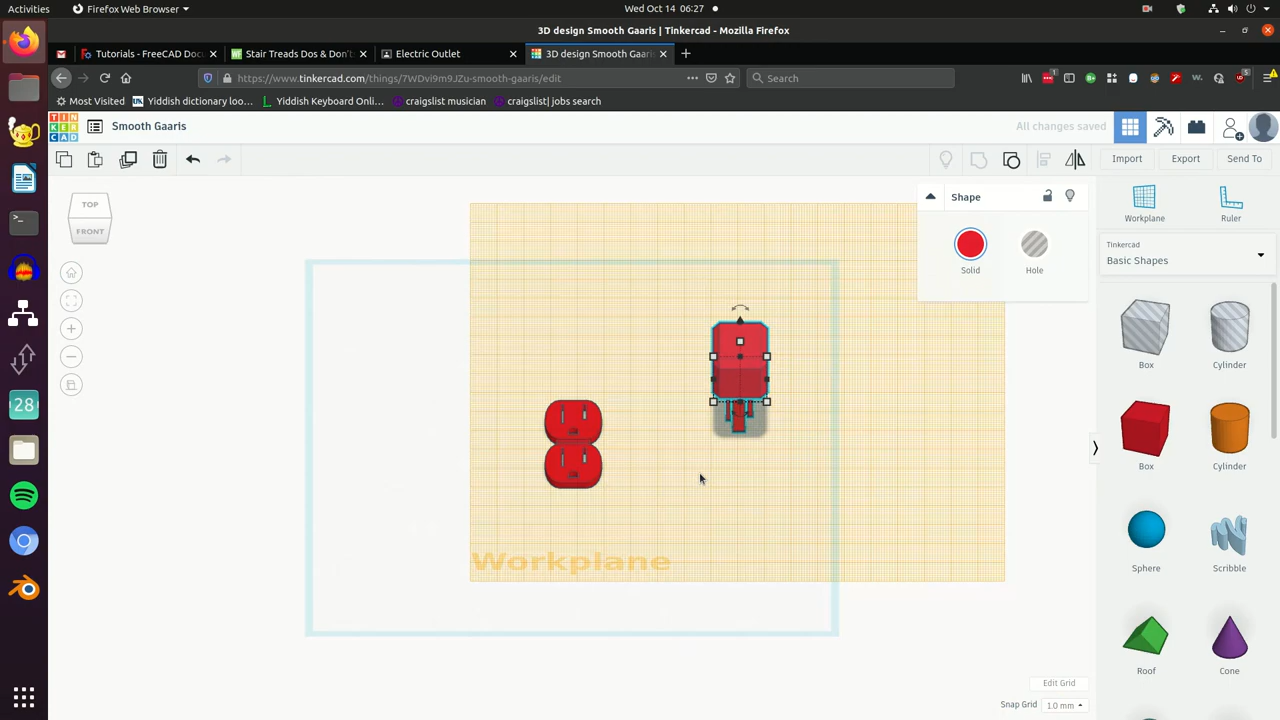 Activities
Firefox Web Browser
Wed Oct 14 06:27
3D design Smooth Gaaris | Tinkercad - Mozilla Firefox
Tutorials - FreeCAD Doc
Stair Treads Dos & Don't
Electric Outlet
3D design Smooth Gaari
https://www.tinkercad.com/things/7WDvi9m9JZu-smooth-gaaris/edit
Search
Most Visited
Yiddish dictionary loo...
Yiddish Keyboard Onli...
craigslist musician
craigslist| jobs search
TIN
KER
CAD
Smooth Gaaris
All changes saved
Import
Export
Send To
TOP
FRONT
Shape
Solid
Hole
Workplane
Ruler
Tinkercad
Basic Shapes
Box
Cylinder
Box
Cylinder
Sphere
Scribble
Roof
Cone
Workplane
28
Edit Grid
Snap Grid
1.0 mm